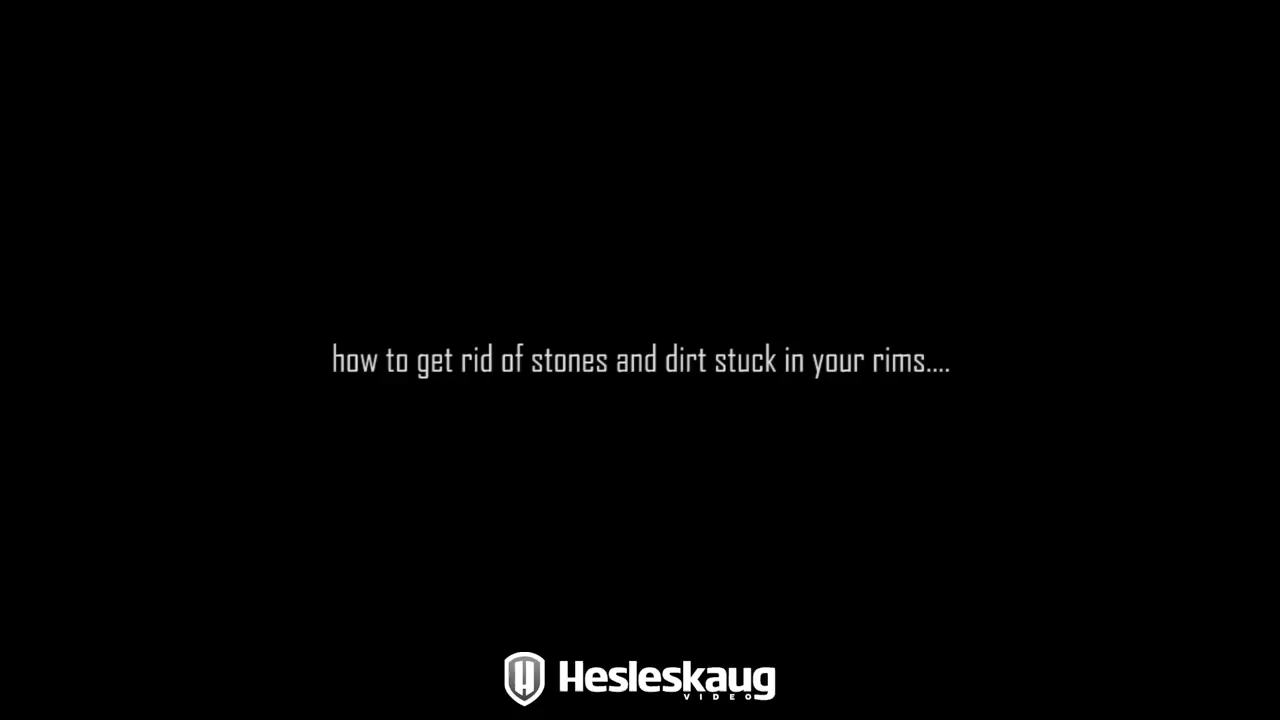 how to get rid of stones and dirt stuck in your rims....
H Hesleskaug
VIDEO